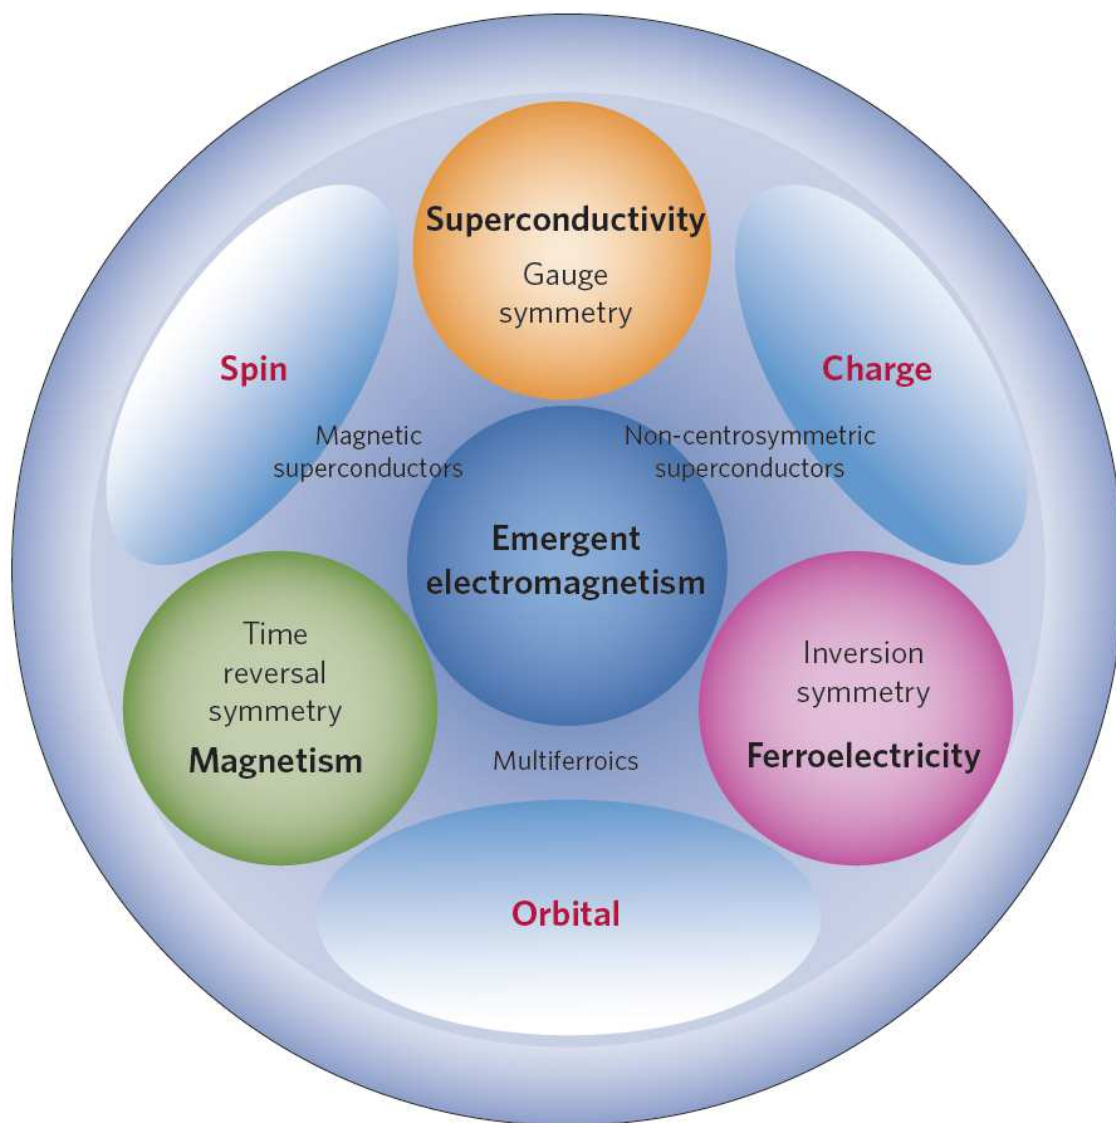 Superconductivity
Gauge
symmetry
Spin
Charge
Magnetic
superconductors
Non-centrosymmetric
superconductors
Emergent
electromagnetism
Time
reversal
symmetry
Magnetism
Inversion
symmetry
Ferroelectricity
Multiferroics
Orbital